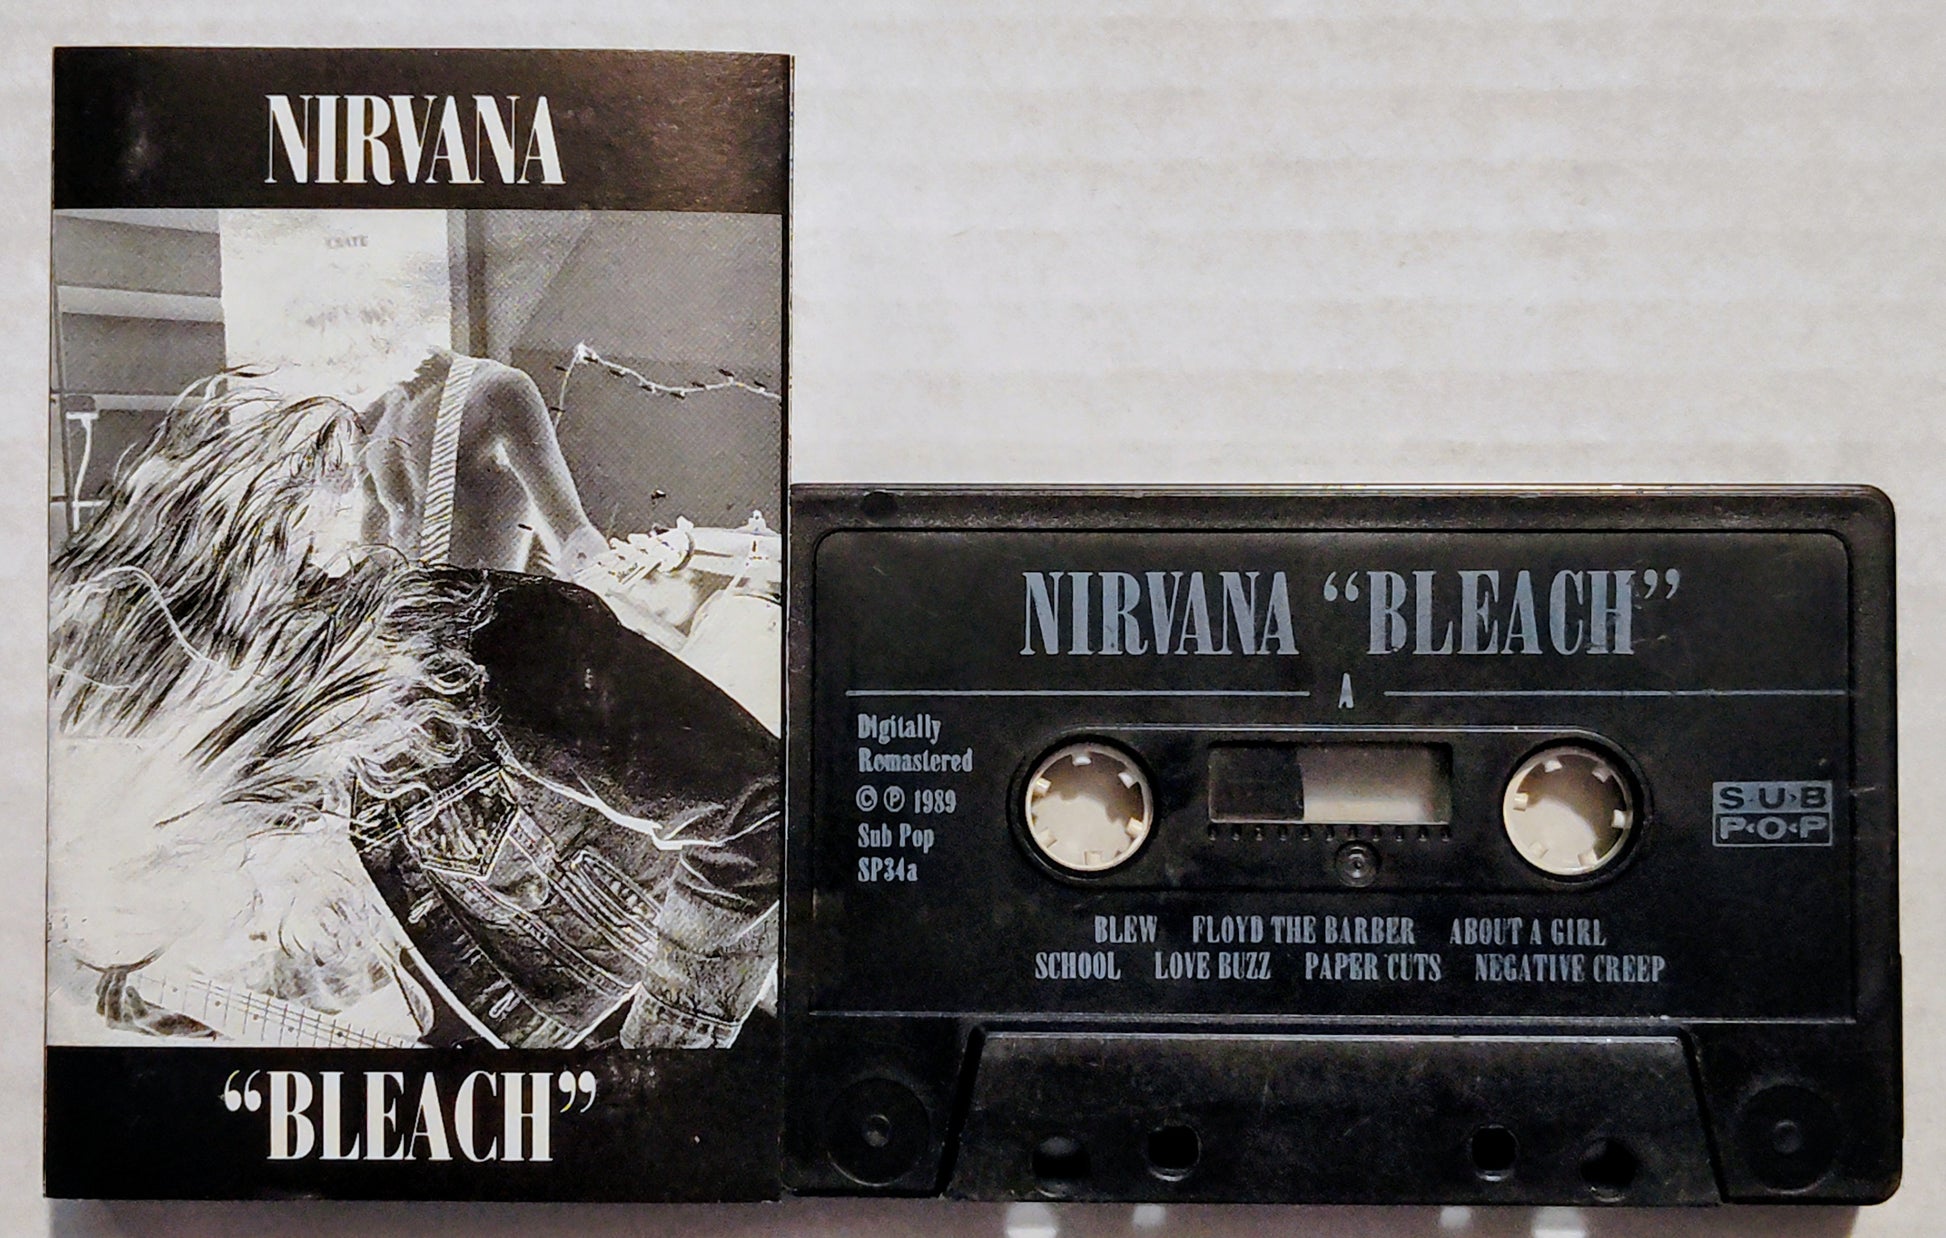 NIRVANA
"BLEACH"
NIRVANA "BLEACH"
A
Digitally
Remastered
© ℗ 1989
Sub Pop
SP34a
SUB
POP
BLEW FLOYD THE BARBER ABOUT A GIRL
SCHOOL LOVE BUZZ PAPER CUTS NEGATIVE CREEP